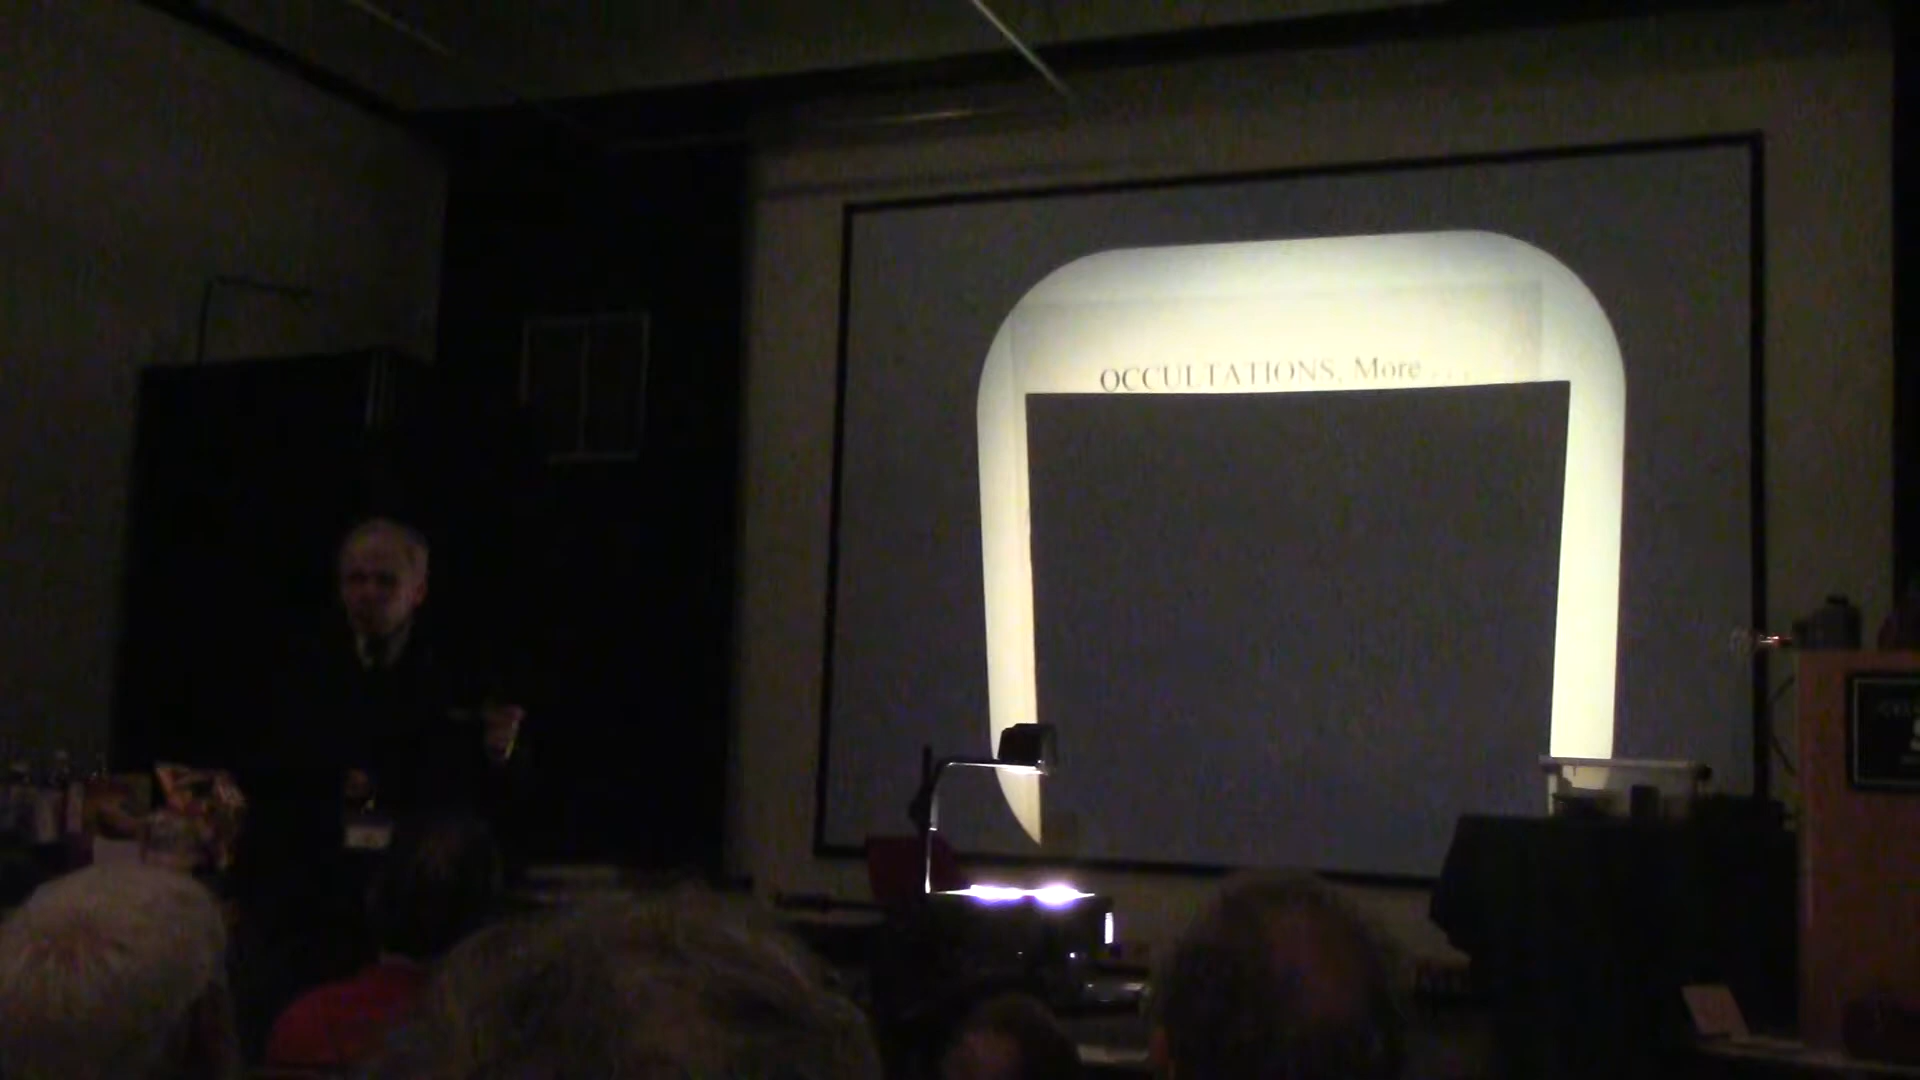 OCCULTATIONS, More . . .